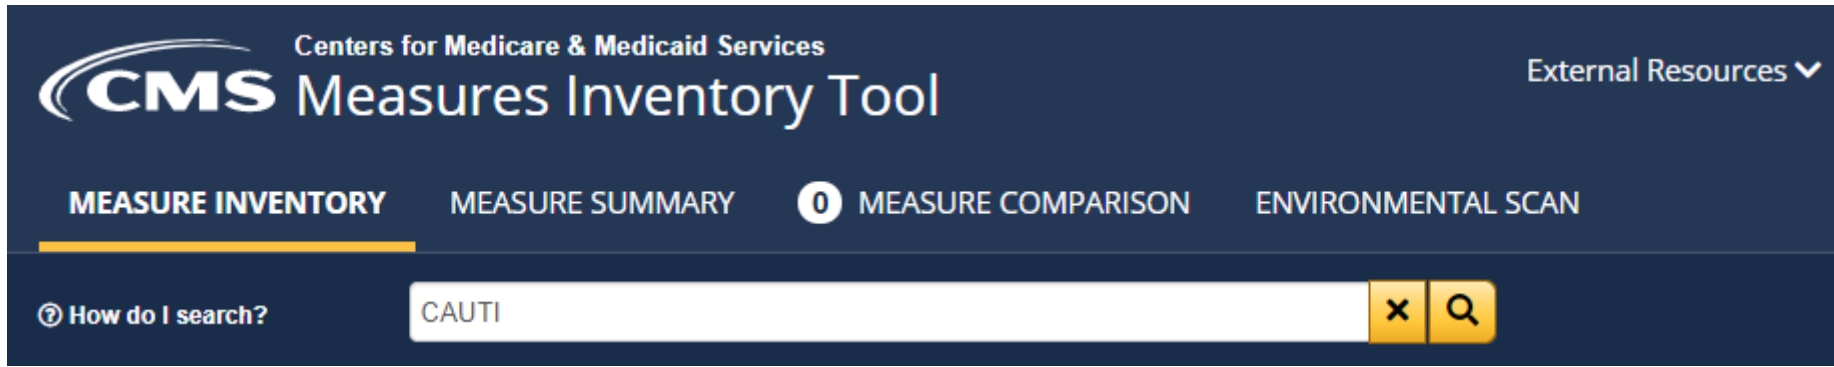 Centers for Medicare & Medicaid Services
CMS Measures Inventory Tool
External Resources
MEASURE INVENTORY MEASURE SUMMARY 0 MEASURE COMPARISON ENVIRONMENTAL SCAN
? How do I search? CAUTI